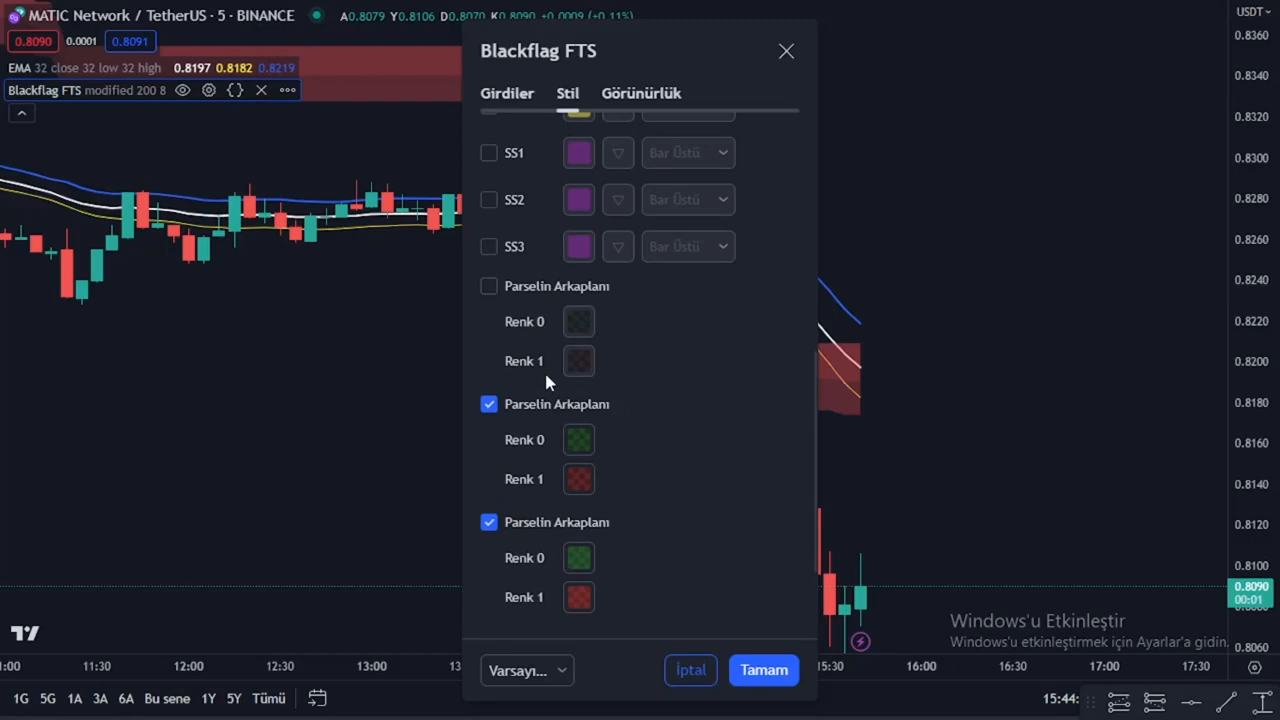 MATIC Network / TetherUS · 5 · BINANCE A0.8079 Y0.8106 D0.8070 K0.8090 +0.0009 (+0.11%)
USDT
0.8090 0.0001 0.8091
EMA 32 close 32 low 32 high 0.8197 0.8182 0.8219
Blackflag FTS modified 200 8
Blackflag FTS
Girdiler Stil Görünürlük
SS1 Bar Üstü
SS2 Bar Üstü
SS3 Bar Üstü
Parselin Arkaplanı
Renk 0
Renk 1
Parselin Arkaplanı
Renk 0
Renk 1
Parselin Arkaplanı
Renk 0
Renk 1
Varsayı... İptal Tamam
0.8360
0.8340
0.8320
0.8300
0.8280
0.8260
0.8240
0.8220
0.8200
0.8180
0.8160
0.8140
0.8120
0.8100
0.8090
00:01
0.8060
Windows'u Etkinleştir
Windows'u etkinleştirmek için Ayarlar'a gidin.
1:00 11:30 12:00 12:30 13:00 13 15:30 16:00 16:30 17:00 17:30
1G 5G 1A 3A 6A Bu sene 1Y 5Y Tümü 15:44: